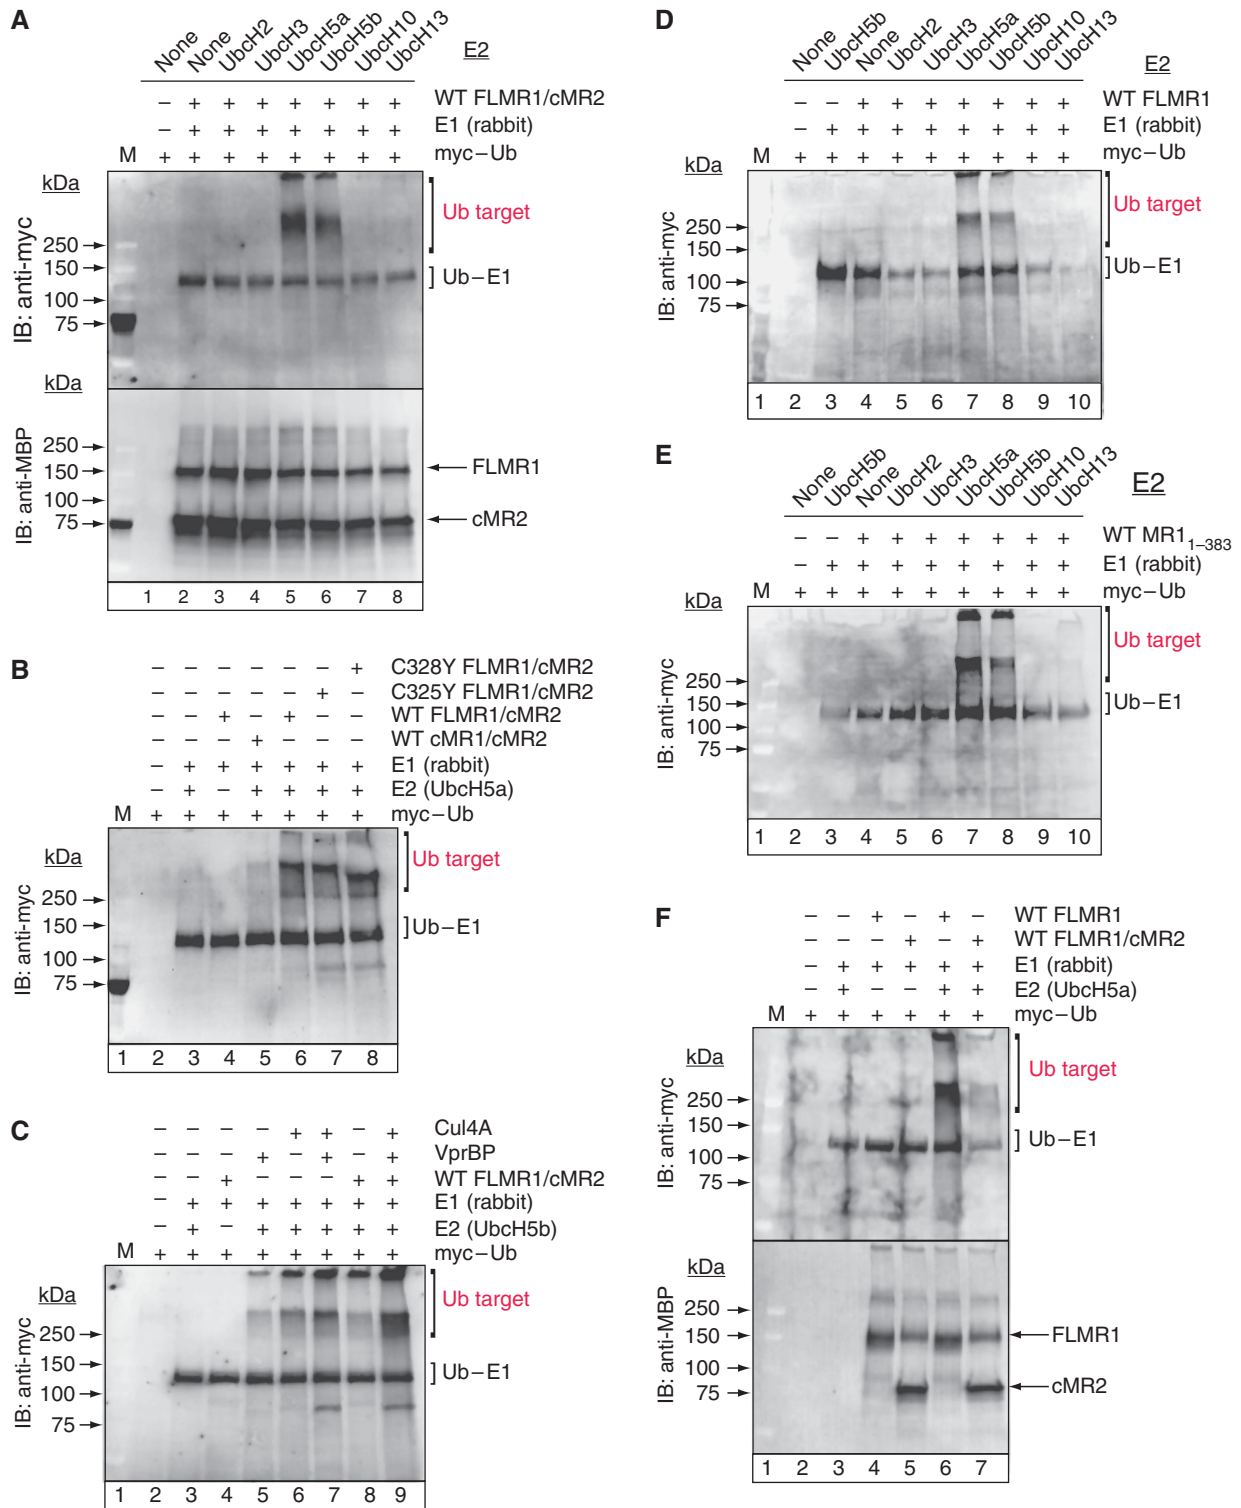 A
None None UbcH2 UbcH3 UbcH5a UbcH5b UbcH10 UbcH13 E2
– + + + + + + + WT FLMR1/cMR2
– + + + + + + + E1 (rabbit)
M + + + + + + + + myc–Ub
kDa
Ub target
250
150
Ub–E1
100
75
IB: anti-myc
kDa
250
150
FLMR1
100
75
cMR2
IB: anti-MBP
1 2 3 4 5 6 7 8
B
– – – – – – + C328Y FLMR1/cMR2
– – – – – + – C325Y FLMR1/cMR2
– – + – + – – WT FLMR1/cMR2
– – – + – – – WT cMR1/cMR2
– + + + + + + E1 (rabbit)
– + – + + + + E2 (UbcH5a)
M + + + + + + + myc–Ub
kDa
Ub target
250
150
Ub–E1
100
75
IB: anti-myc
1 2 3 4 5 6 7 8
C
– – – – + + – + Cul4A
– – – + – + – + VprBP
– – + – – – + + WT FLMR1/cMR2
– + + + + + + + E1 (rabbit)
– + – + + + + + E2 (UbcH5b)
M + + + + + + + + myc–Ub
kDa
Ub target
250
150
Ub–E1
100
75
IB: anti-myc
1 2 3 4 5 6 7 8 9
D
None UbcH5b None UbcH2 UbcH3 UbcH5a UbcH5b UbcH10 UbcH13 E2
– – + + + + + + + WT FLMR1
– + + + + + + + + E1 (rabbit)
M + + + + + + + + + myc–Ub
kDa
Ub target
250
150
Ub–E1
100
75
IB: anti-myc
1 2 3 4 5 6 7 8 9 10
E
None UbcH5b None UbcH2 UbcH3 UbcH5a UbcH5b UbcH10 UbcH13 E2
– – + + + + + + + WT MR1₁₋₃₈₃
– + + + + + + + + E1 (rabbit)
M + + + + + + + + + myc–Ub
kDa
Ub target
250
150
Ub–E1
100
75
IB: anti-myc
1 2 3 4 5 6 7 8 9 10
F
– – + – + – WT FLMR1
– – – + – + WT FLMR1/cMR2
– + + + + + E1 (rabbit)
– + – – + + E2 (UbcH5a)
M + + + + + + myc–Ub
kDa
Ub target
250
150
Ub–E1
100
75
IB: anti-myc
kDa
250
150
FLMR1
100
75
cMR2
IB: anti-MBP
1 2 3 4 5 6 7